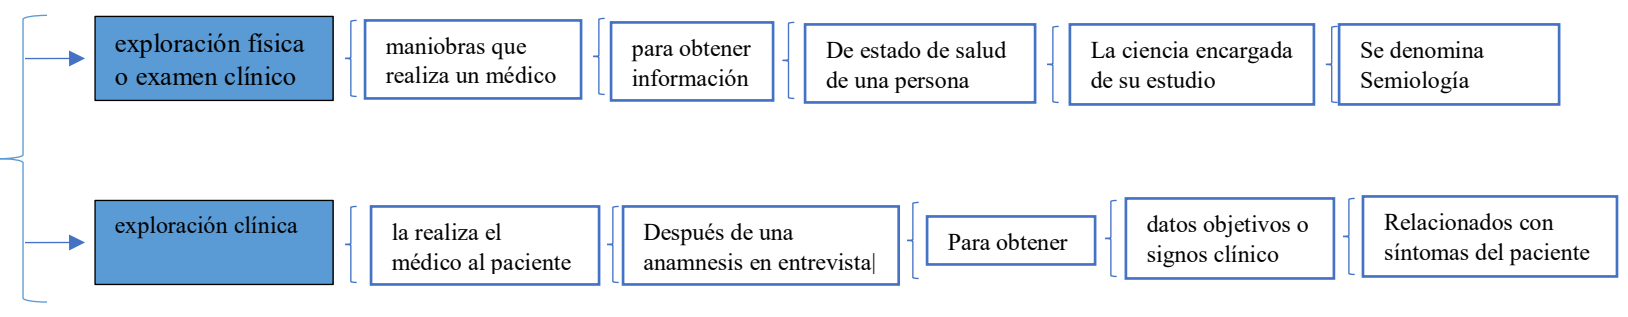 exploración física
o examen clínico
maniobras que
realiza un médico
para obtener
información
De estado de salud
de una persona
La ciencia encargada
de su estudio
Se denomina
Semiología
exploración clínica
la realiza el
médico al paciente
Después de una
anamnesis en entrevista
Para obtener
datos objetivos o
signos clínico
Relacionados con
síntomas del paciente